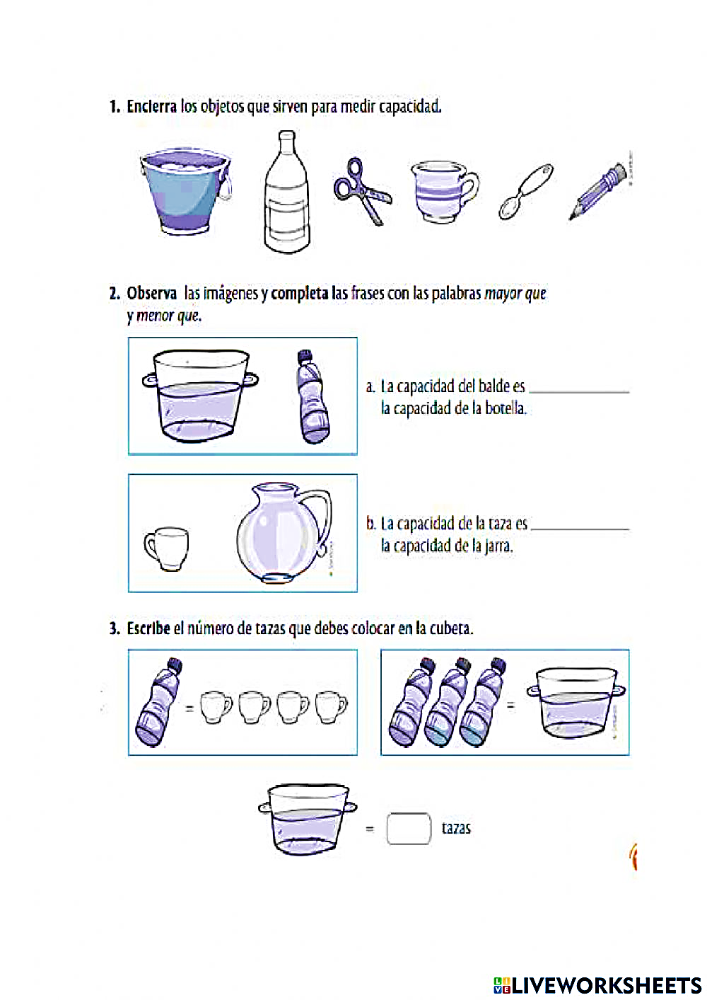 1. Encierra los objetos que sirven para medir capacidad.
2. Observa las imágenes y completa las frases con las palabras mayor que
y menor que.
a. La capacidad del balde es ____________
la capacidad de la botella.
b. La capacidad de la taza es ____________
la capacidad de la jarra.
3. Escribe el número de tazas que debes colocar en la cubeta.
=
=
= tazas
LIVEWORKSHEETS